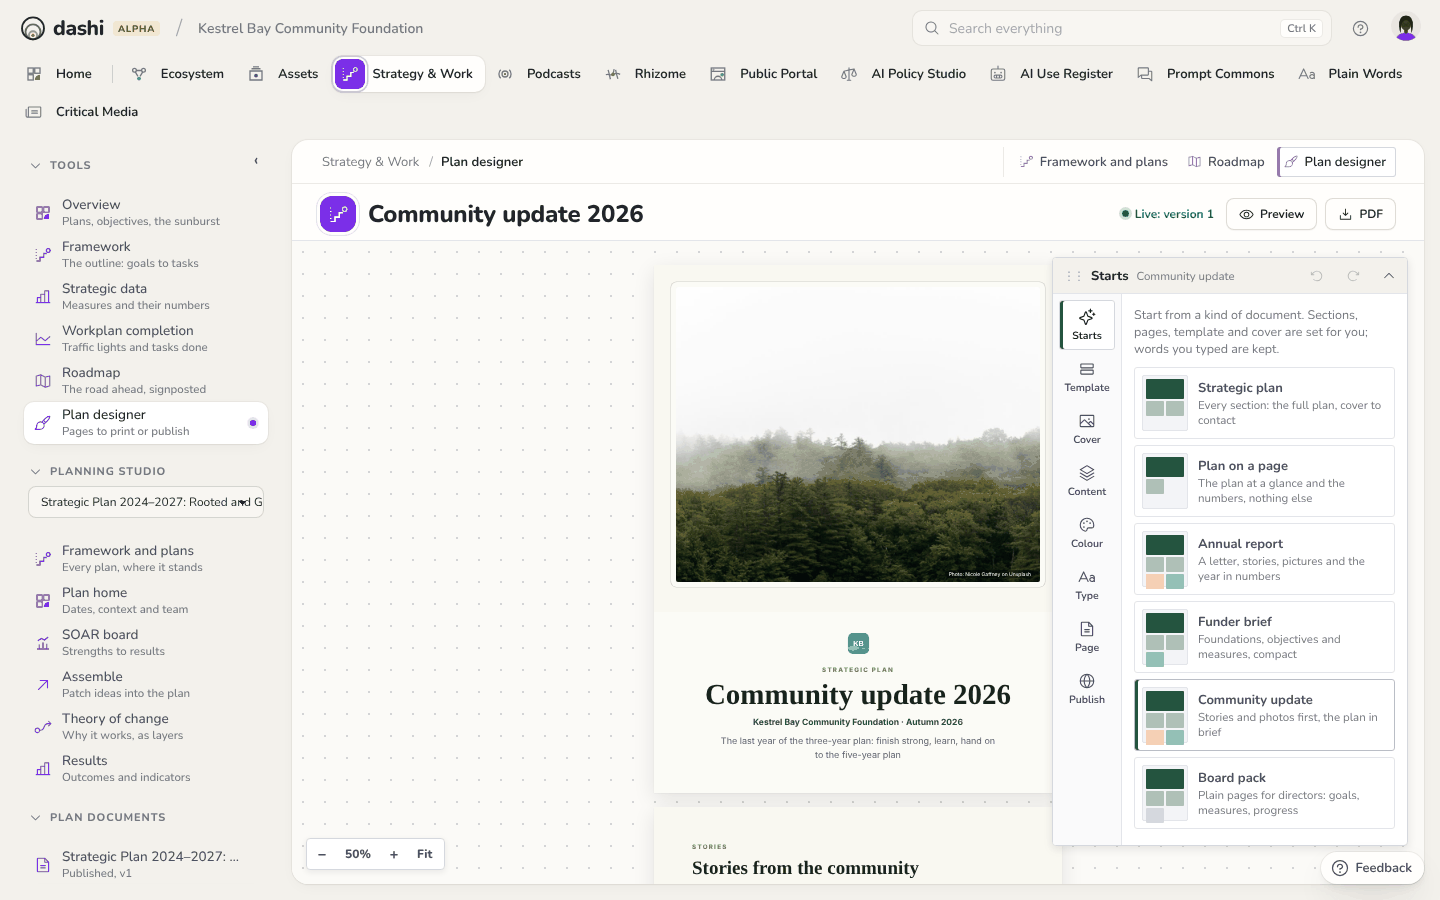 dashi ALPHA / Kestrel Bay Community Foundation
Search everything Ctrl K
Home Ecosystem Assets Strategy & Work Podcasts Rhizome Public Portal AI Policy Studio AI Use Register Prompt Commons Aa Plain Words
Critical Media
TOOLS
Overview
Plans, objectives, the sunburst
Framework
The outline: goals to tasks
Strategic data
Measures and their numbers
Workplan completion
Traffic lights and tasks done
Roadmap
The road ahead, signposted
Plan designer
Pages to print or publish
PLANNING STUDIO
Strategic Plan 2024–2027: Rooted and G
Framework and plans
Every plan, where it stands
Plan home
Dates, context and team
SOAR board
Strengths to results
Assemble
Patch ideas into the plan
Theory of change
Why it works, as layers
Results
Outcomes and indicators
PLAN DOCUMENTS
Strategic Plan 2024–2027: ...
Published, v1
Strategy & Work / Plan designer
Framework and plans Roadmap Plan designer
Community update 2026
Live: version 1 Preview PDF
Photo: Nicole Gaffney on Unsplash
KB
STRATEGIC PLAN
Community update 2026
Kestrel Bay Community Foundation · Autumn 2026
The last year of the three-year plan: finish strong, learn, hand on
to the five-year plan
STORIES
Stories from the community
− 50% + Fit
Starts Community update
Starts
Template
Cover
Content
Colour
Aa
Type
Page
Publish
Start from a kind of document. Sections,
pages, template and cover are set for you;
words you typed are kept.
Strategic plan
Every section: the full plan, cover to
contact
Plan on a page
The plan at a glance and the
numbers, nothing else
Annual report
A letter, stories, pictures and the
year in numbers
Funder brief
Foundations, objectives and
measures, compact
Community update
Stories and photos first, the plan in
brief
Board pack
Plain pages for directors: goals,
measures, progress
Feedback